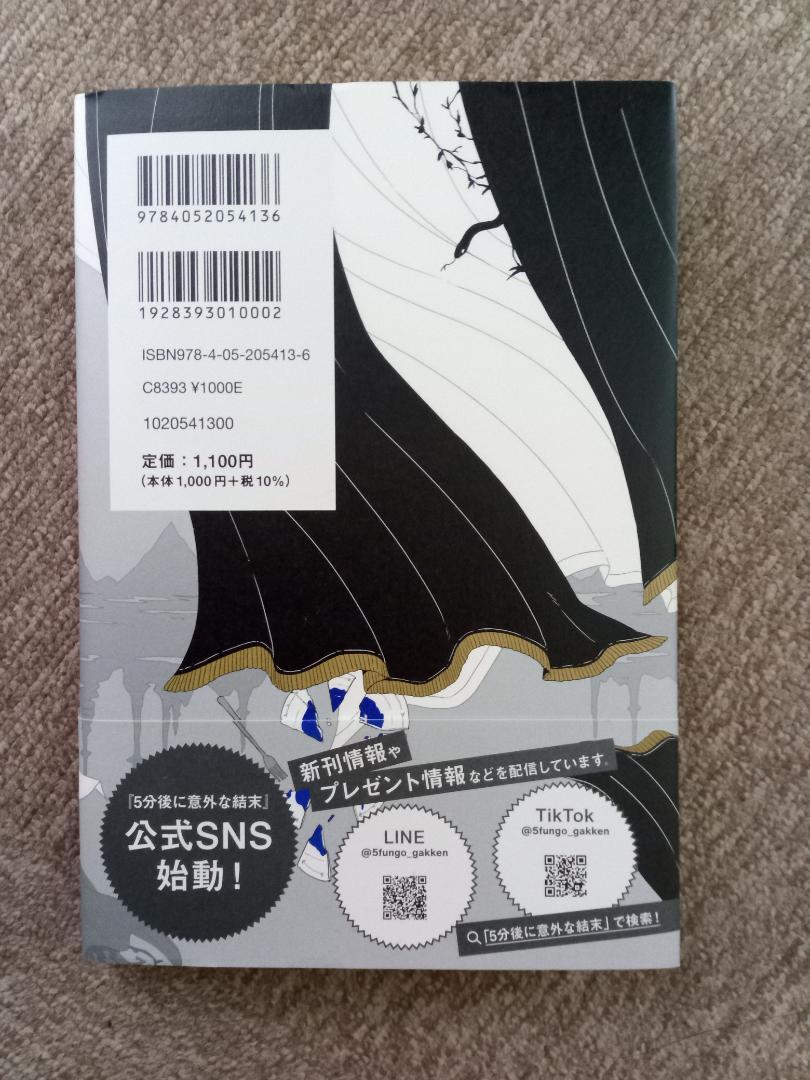 9784052054136
1928393010002
ISBN978-4-05-205413-6
C8393 ¥1000E
1020541300
定価：1,100円
（本体1,000円＋税10%）
新刊情報や
プレゼント情報などを配信しています。
『5分後に意外な結末』
公式SNS
始動！
LINE
@5fungo_gakken
TikTok
@5fungo_gakken
「5分後に意外な結末」で検索！